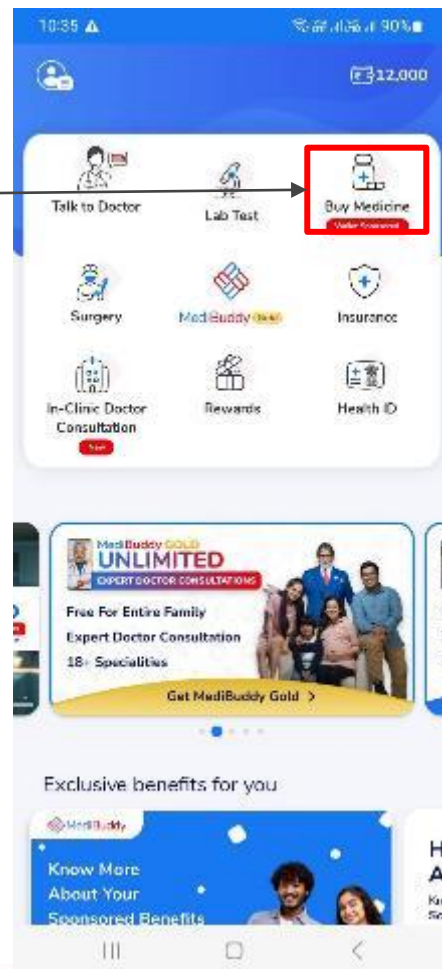 10:35
90%
12,000
Talk to Doctor
Lab Test
Buy Medicine
Surgery
MediBuddy Gold
Insurance
In-Clinic Doctor
Consultation
New
Rewards
Health ID
MediBuddy GOLD
UNLIMITED
EXPERT DOCTOR CONSULTATIONS
Free For Entire Family
Expert Doctor Consultation
18+ Specialities
Get MediBuddy Gold >
Exclusive benefits for you
MediBuddy
Know More
About Your
Sponsored Benefits
H
A